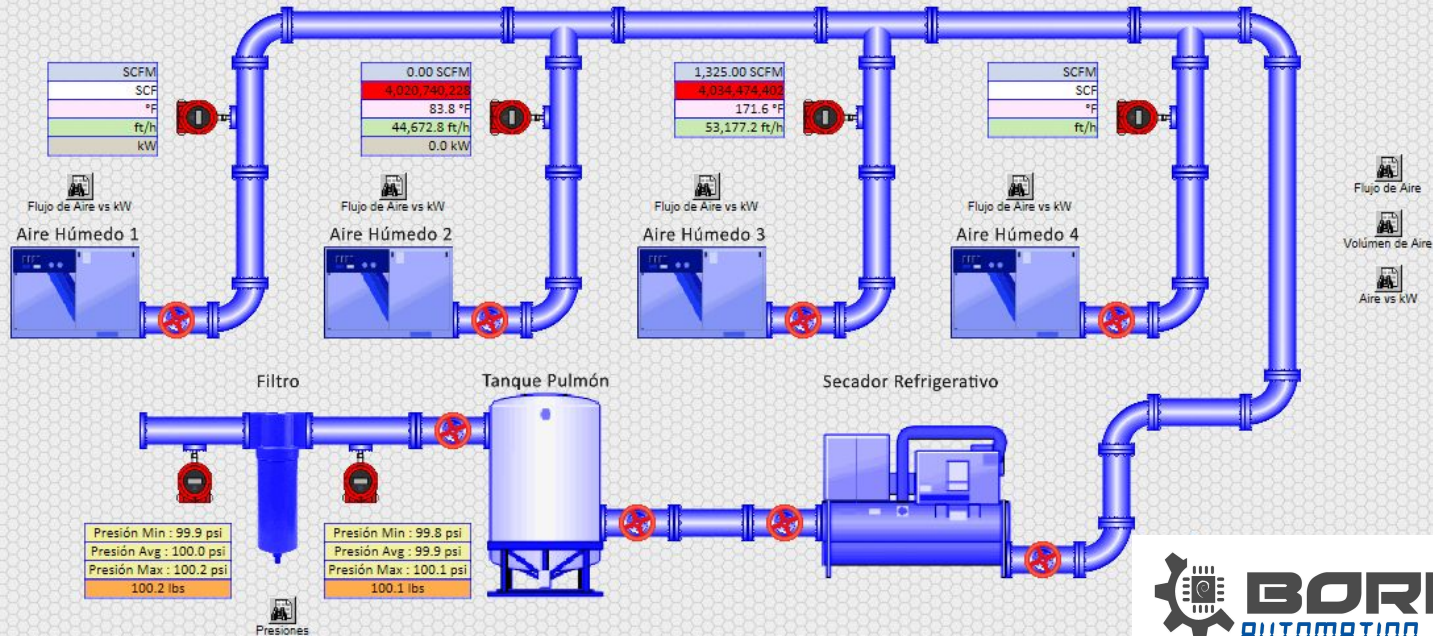 SCFM
SCF
°F
ft/h
kW
0.00 SCFM
4,020,740,228
83.8 °F
44,672.8 ft/h
0.0 kW
1,325.00 SCFM
4,034,474,402
171.6 °F
53,177.2 ft/h
SCFM
SCF
°F
ft/h
Flujo de Aire vs kW
Flujo de Aire vs kW
Flujo de Aire vs kW
Flujo de Aire vs kW
Flujo de Aire
Volúmen de Aire
Aire vs kW
Aire Húmedo 1
Aire Húmedo 2
Aire Húmedo 3
Aire Húmedo 4
Filtro
Tanque Pulmón
Secador Refrigerativo
Presión Min : 99.9 psi
Presión Avg : 100.0 psi
Presión Max : 100.2 psi
100.2 lbs
Presión Min : 99.8 psi
Presión Avg : 99.9 psi
Presión Max : 100.1 psi
100.1 lbs
Presiones
AUTOMATION